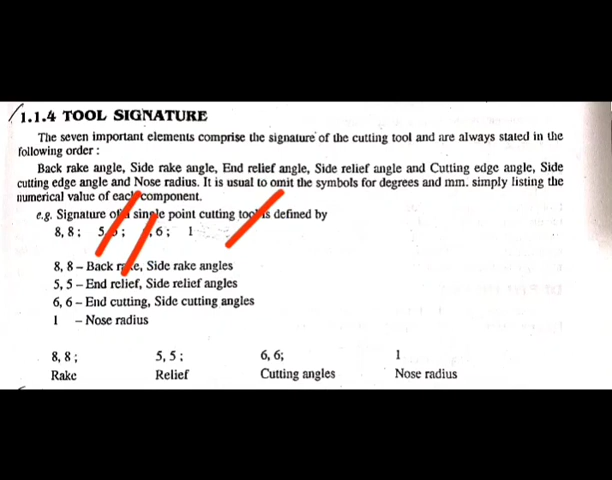 1.1.4 TOOL SIGNATURE
The seven important elements comprise the signature of the cutting tool and are always stated in the
following order :
Back rake angle, Side rake angle, End relief angle, Side relief angle and Cutting edge angle, Side
cutting edge angle and Nose radius. It is usual to omit the symbols for degrees and mm. simply listing the
numerical value of each component.
e.g. Signature of a single point cutting tool is defined by
8, 8 ; 5, 5 ; 6 ; 1
8, 8 – Back rake, Side rake angles
5, 5 – End relief, Side relief angles
6, 6 – End cutting, Side cutting angles
1 – Nose radius
8, 8 ; 5, 5 ; 6, 6; 1
Rake Relief Cutting angles Nose radius